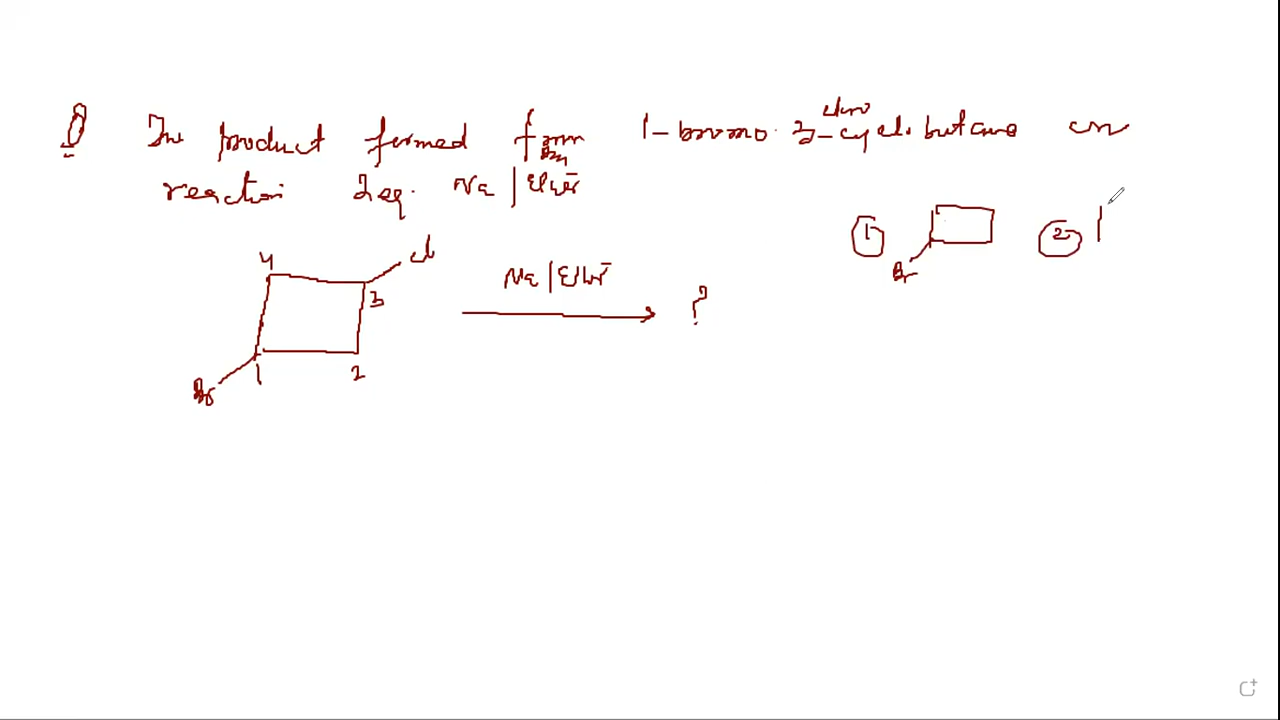 Q The product formed from 1-bromo-3-chloro cyclobutane on
reaction 2eq. Na | Ether
① Br ②
4 Cl
3
Na | Ether
?
Br 1 2